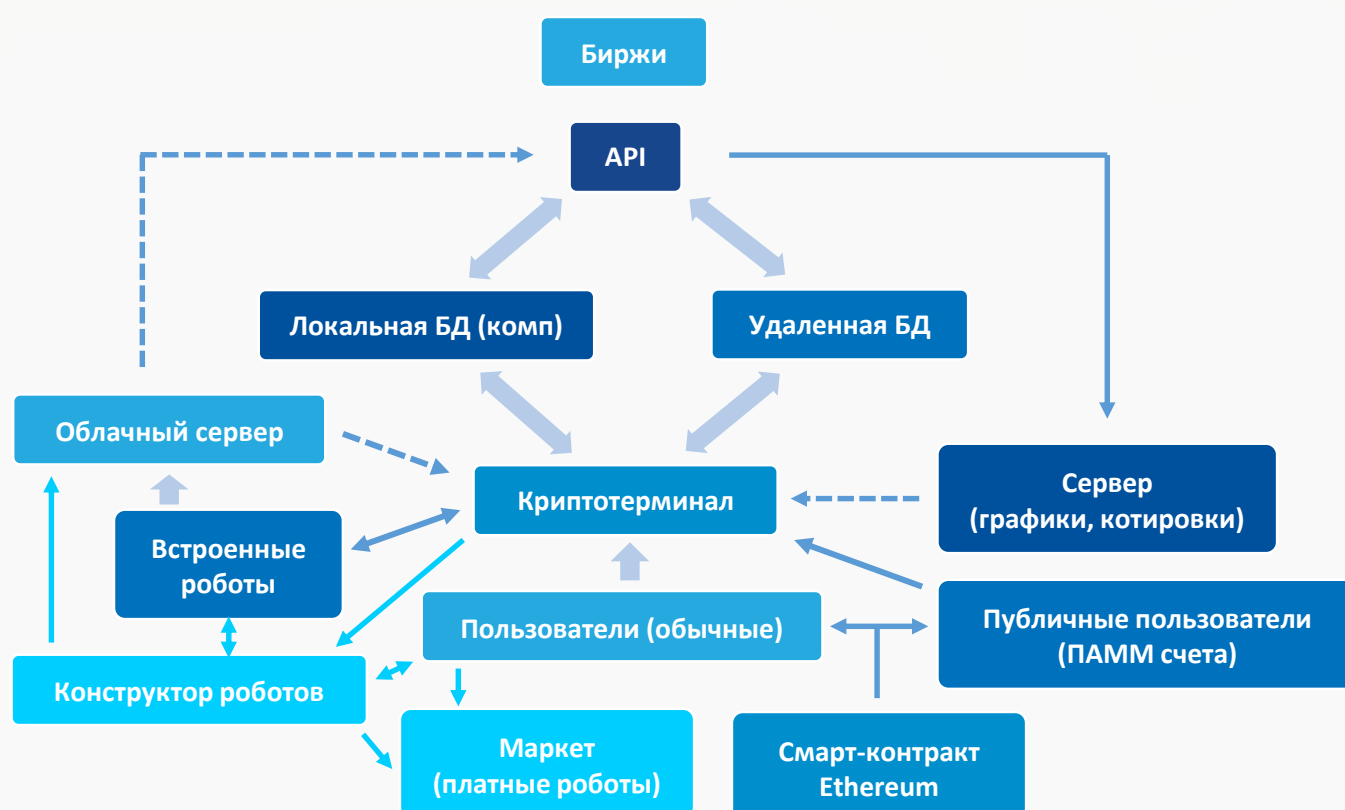 Биржи
API
Локальная БД (комп)
Удаленная БД
Облачный сервер
Криптотерминал
Сервер
(графики, котировки)
Встроенные
роботы
Пользователи (обычные)
Публичные пользователи
(ПАММ счета)
Конструктор роботов
Маркет
(платные роботы)
Смарт-контракт
Ethereum